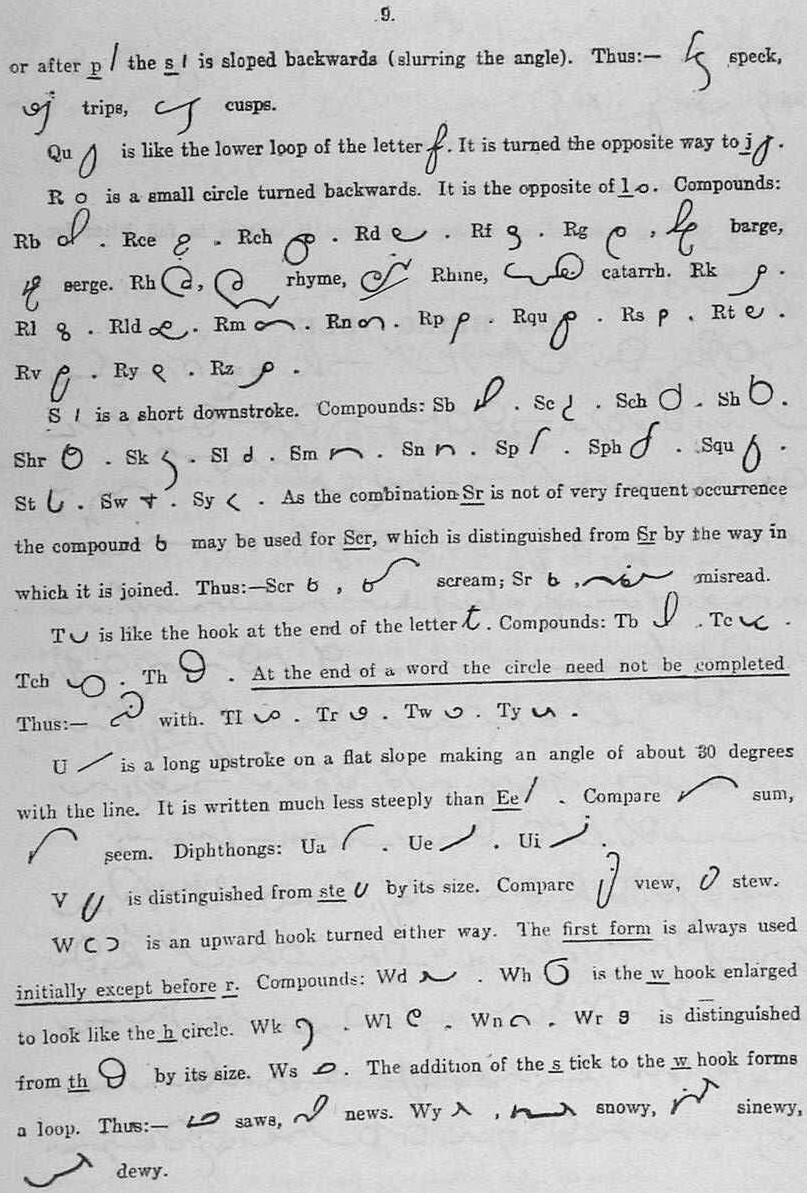 9.
or after p the s is sloped backwards (slurring the angle). Thus:— speck,
trips, cusps.
Qu is like the lower loop of the letter f. It is turned the opposite way to j.
R is a small circle turned backwards. It is the opposite of l. Compounds:
Rb . Rce . Rch . Rd . Rf . Rg , barge,
serge. Rh , rhyme, Rhine, catarrh. Rk .
Rl . Rld . Rm . Rn . Rp . Rqu . Rs . Rt .
Rv . Ry . Rz .
S is a short downstroke. Compounds: Sb . Sc . Sch . Sh .
Shr . Sk . Sl . Sm . Sn . Sp . Sph . Squ .
St . Sw . Sy . As the combination Sr is not of very frequent occurrence
the compound may be used for Scr, which is distinguished from Sr by the way in
which it is joined. Thus:—Scr , scream; Sr , misread.
T is like the hook at the end of the letter t. Compounds: Tb . Tc .
Tch . Th . At the end of a word the circle need not be completed
Thus:— with. Tl . Tr . Tw . Ty .
U is a long upstroke on a flat slope making an angle of about 30 degrees
with the line. It is written much less steeply than Ee . Compare sum,
seem. Diphthongs: Ua . Ue . Ui .
V is distinguished from ste by its size. Compare view, stew.
W is an upward hook turned either way. The first form is always used
initially except before r. Compounds: Wd . Wh is the w hook enlarged
to look like the h circle. Wk . Wl . Wn . Wr is distinguished
from th by its size. Ws . The addition of the s tick to the w hook forms
a loop. Thus:— saws, news. Wy , snowy, sinewy,
dewy.